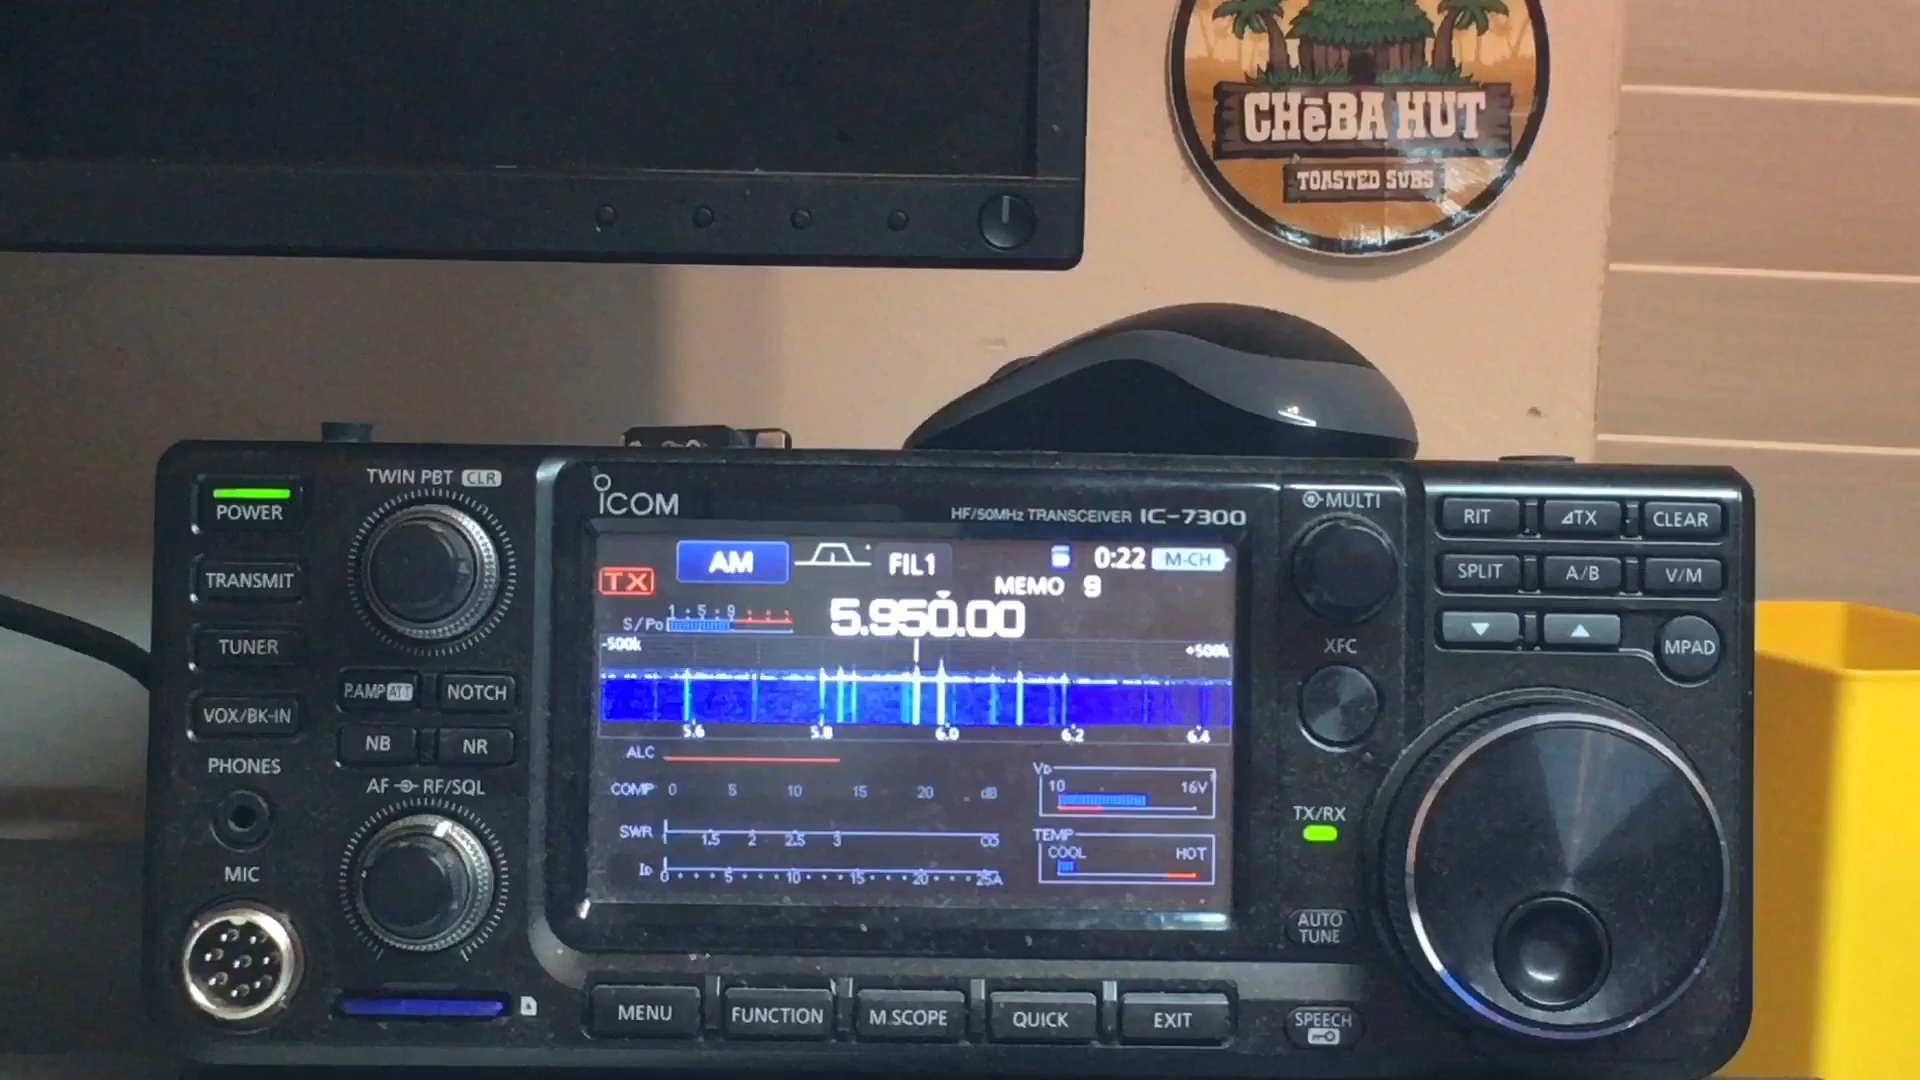 CHēBA HUT
TOASTED SUBS
POWER
TRANSMIT
TUNER
VOX/BK-IN
PHONES
MIC
TWIN PBT CLR
P.AMP ATT
NOTCH
NB
NR
AF RF/SQL
ICOM
HF/50MHz TRANSCEIVER IC-7300
AM
FIL1
0:22 M-CH
TX
MEMO 9
S/Po 1 5 9
5.950.00
-500k
+500k
5.6 5.8 6.0 6.2 6.4
ALC
COMP 0 5 10 15 20 dB
SWR 1 1.5 2 2.5 3 ∞
ID 0 5 10 15 20 25A
VD
10 16V
TEMP
COOL HOT
MENU
FUNCTION
M.SCOPE
QUICK
EXIT
MULTI
XFC
TX/RX
AUTO
TUNE
SPEECH
RIT
⊿TX
CLEAR
SPLIT
A/B
V/M
MPAD